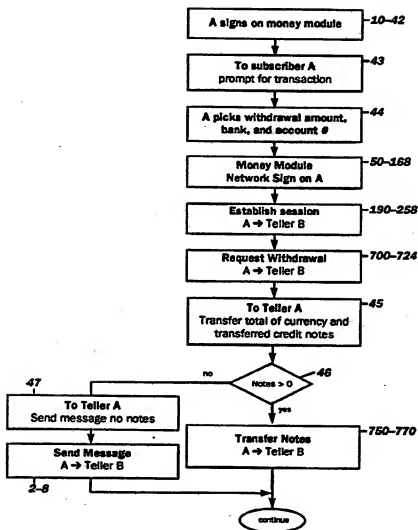 A signs on money module
10–42
To subscriber A
prompt for transaction
43
A picks withdrawal amount,
bank, and account #
44
Money Module
Network Sign on A
50–168
Establish session
A → Teller B
190–258
Request Withdrawal
A → Teller B
700–724
To Teller A
Transfer total of currency and
transferred credit notes
45
Notes > 0
46
no
yes
47
To Teller A
Send message no notes
Send Message
A → Teller B
2–8
Transfer Notes
A → Teller B
750–770
continue